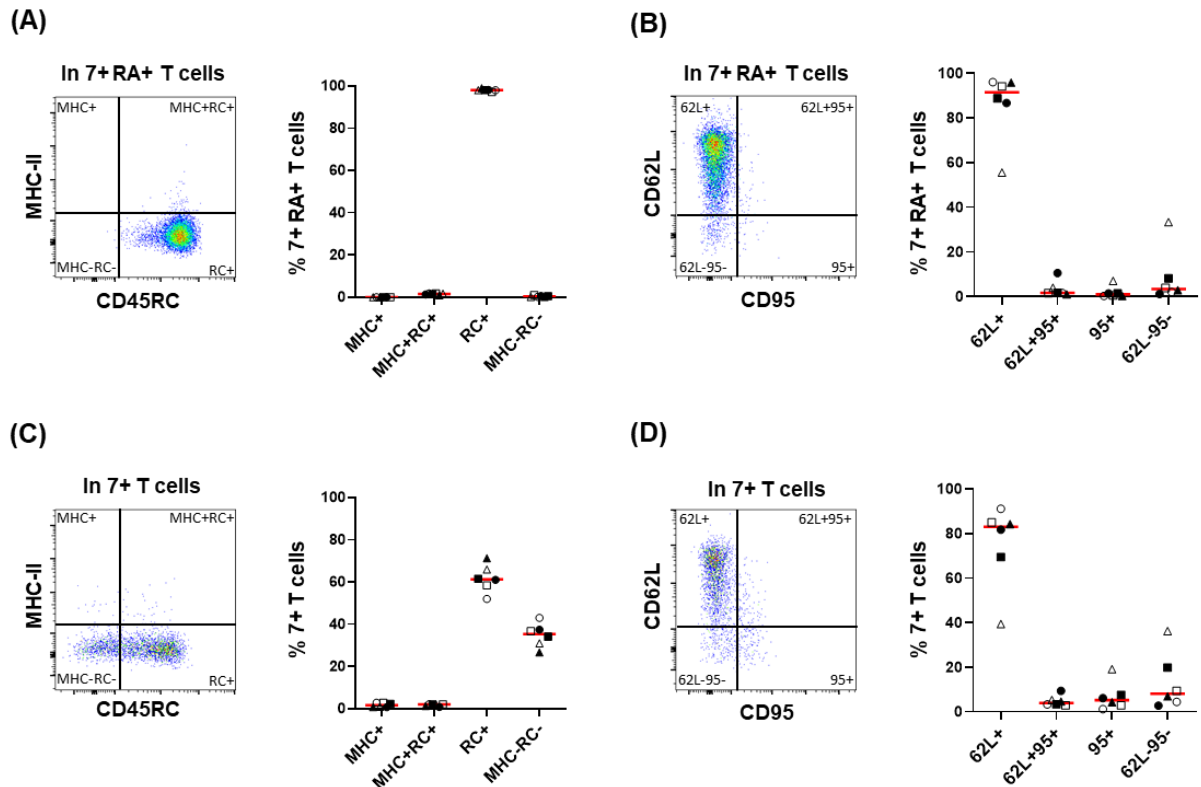 (A)
In 7+ RA+ T cells
MHC+
MHC+RC+
MHC-RC-
RC+
MHC-II
CD45RC
% 7+ RA+ T cells
100
80
60
40
20
0
MHC+
MHC+RC+
RC+
MHC-RC-
(B)
In 7+ RA+ T cells
62L+
62L+95+
62L-95-
95+
CD62L
CD95
% 7+ RA+ T cells
100
80
60
40
20
0
62L+
62L+95+
95+
62L-95-
(C)
In 7+ T cells
MHC+
MHC+RC+
MHC-RC-
RC+
MHC-II
CD45RC
% 7+ T cells
100
80
60
40
20
0
MHC+
MHC+RC+
RC+
MHC-RC-
(D)
In 7+ T cells
62L+
62L+95+
62L-95-
95+
CD62L
CD95
% 7+ T cells
100
80
60
40
20
0
62L+
62L+95+
95+
62L-95-